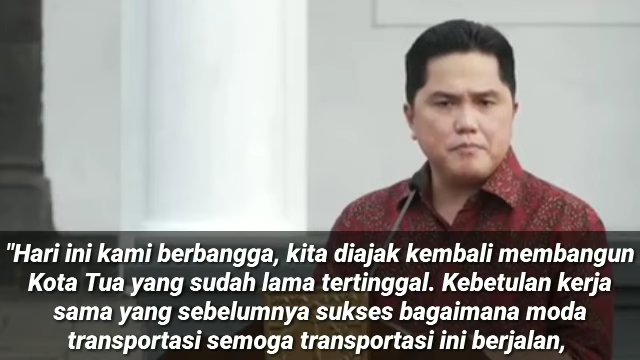 "Hari ini kami berbangga, kita diajak kembali membangun
Kota Tua yang sudah lama tertinggal. Kebetulan kerja
sama yang sebelumnya sukses bagaimana moda
transportasi semoga transportasi ini berjalan,